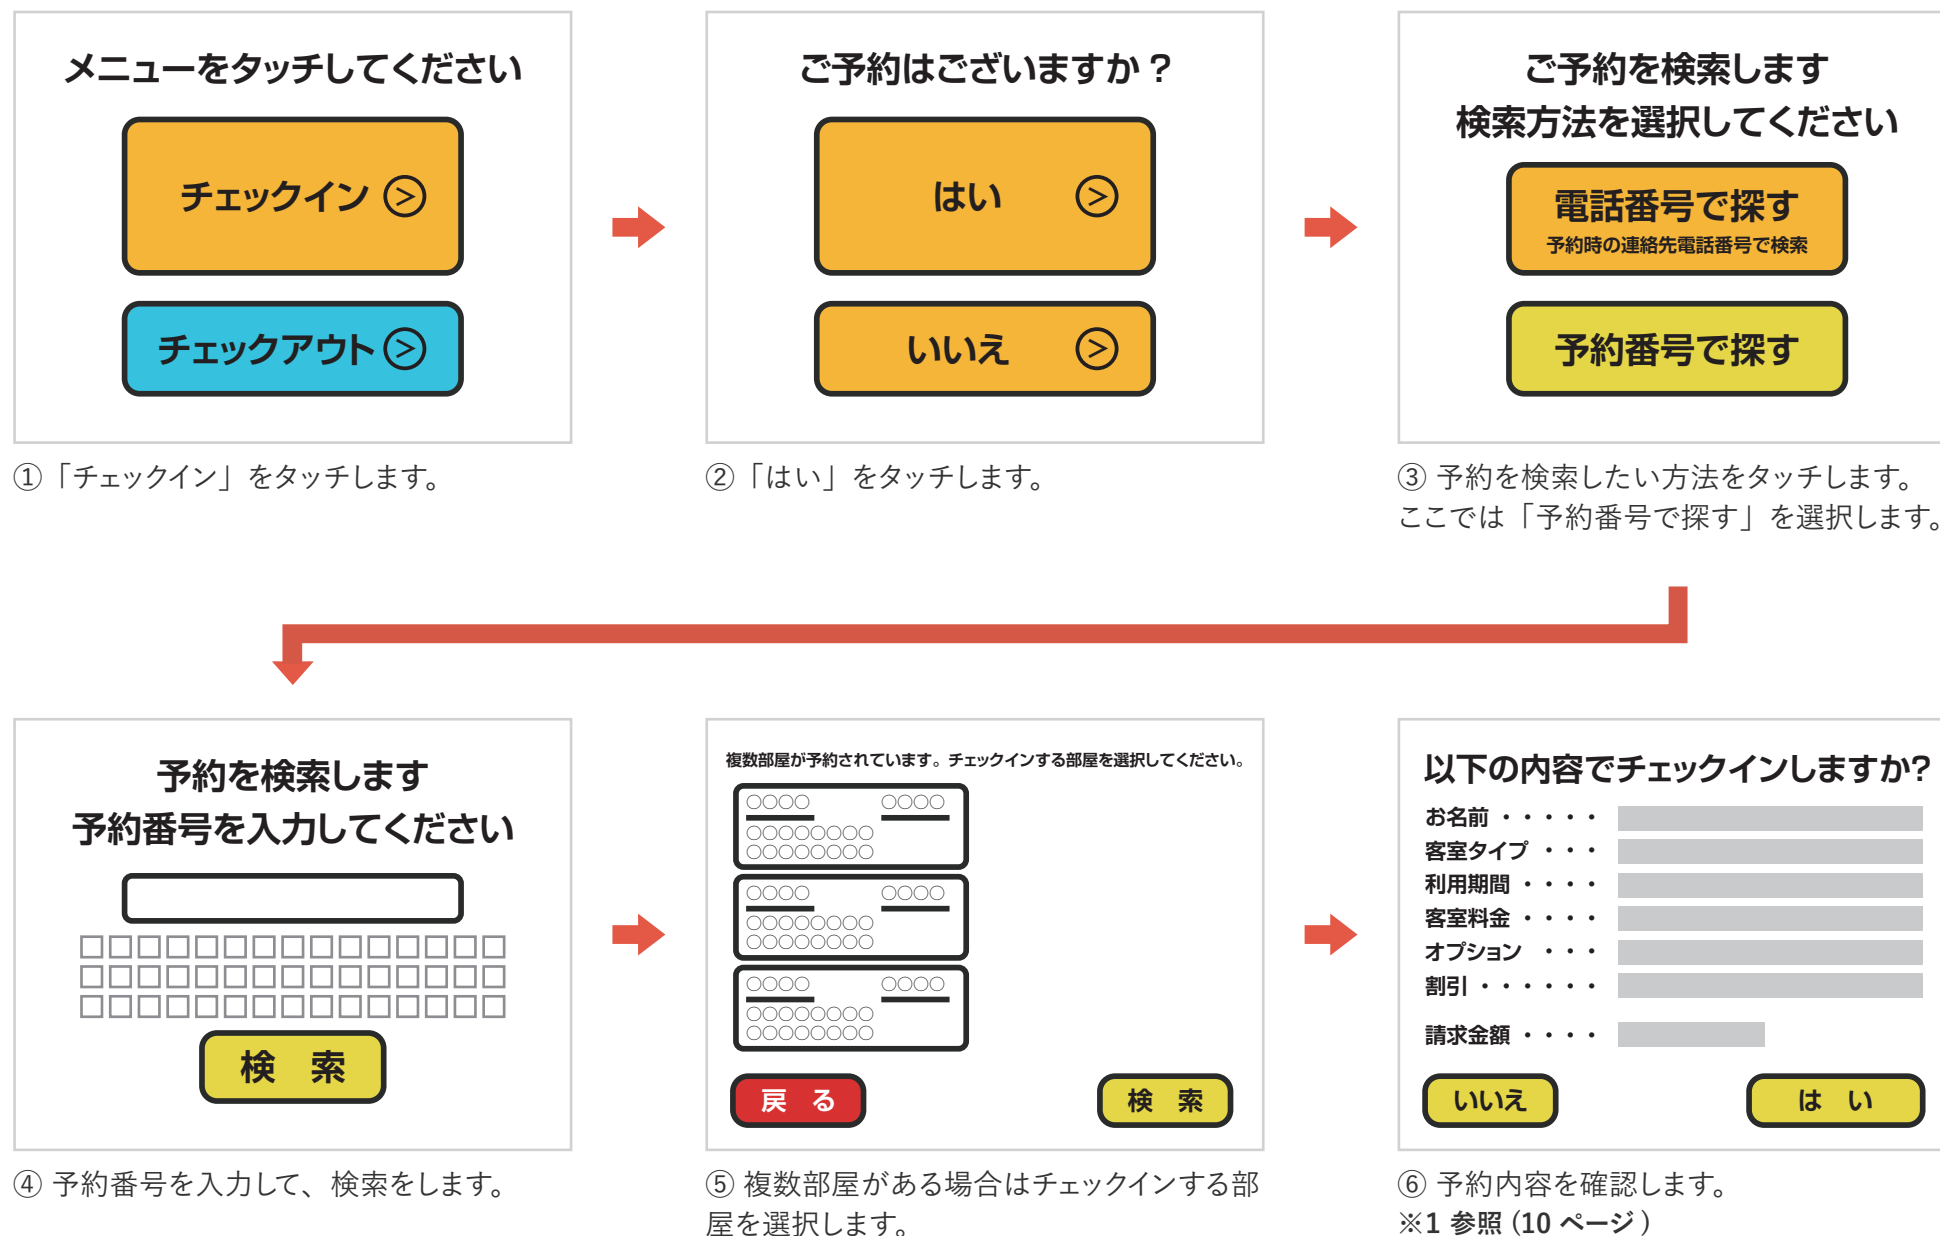 メニューをタッチしてください
チェックイン
チェックアウト
①「チェックイン」をタッチします。
ご予約はございますか？
はい
いいえ
②「はい」をタッチします。
ご予約を検索します
検索方法を選択してください
電話番号で探す
予約時の連絡先電話番号で検索
予約番号で探す
③ 予約を検索したい方法をタッチします。
ここでは「予約番号で探す」を選択します。
予約を検索します
予約番号を入力してください
□□□□□□□□□□□□□□□
□□□□□□□□□□□□□□□
□□□□□□□□□□□□□□□
検　索
④ 予約番号を入力して、検索をします。
複数部屋が予約されています。チェックインする部屋を選択してください。
○○○○ ○○○○
○○○○○○○○
○○○○○○○○
○○○○ ○○○○
○○○○○○○○
○○○○○○○○
○○○○ ○○○○
○○○○○○○○
○○○○○○○○
戻　る
検　索
⑤ 複数部屋がある場合はチェックインする部
屋を選択します。
以下の内容でチェックインしますか?
お名前・・・・・
客室タイプ・・・
利用期間・・・・
客室料金・・・・
オプション・・・
割引・・・・・・
請求金額・・・・
いいえ
は　い
⑥ 予約内容を確認します。
※1 参照 (10 ページ )